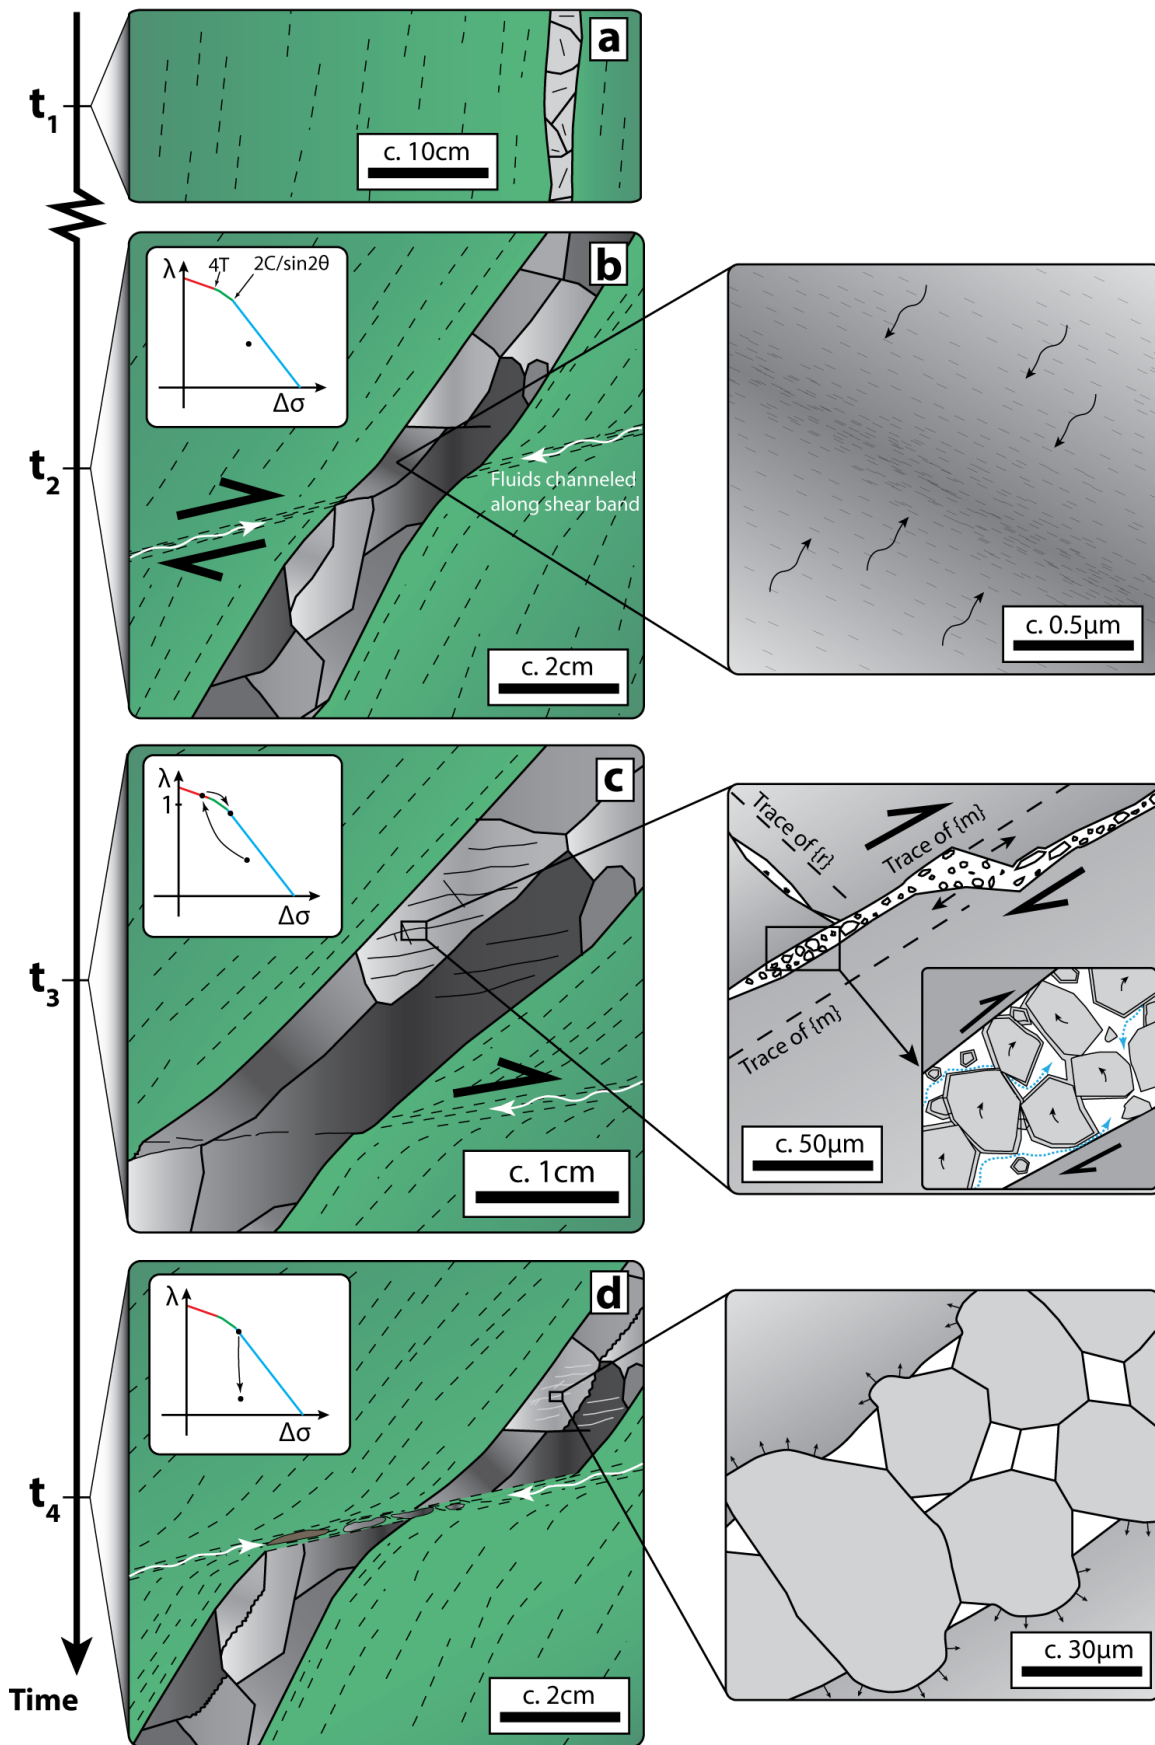 a
t1
c. 10cm
b
λ
4T
2C/sin2θ
Δσ
t2
Fluids channeled
along shear band
c. 2cm
c. 0.5μm
c
λ
1
Δσ
t3
c. 1cm
Trace of {r}
Trace of {m}
Trace of {m}
c. 50μm
d
λ
Δσ
t4
c. 2cm
c. 30μm
Time